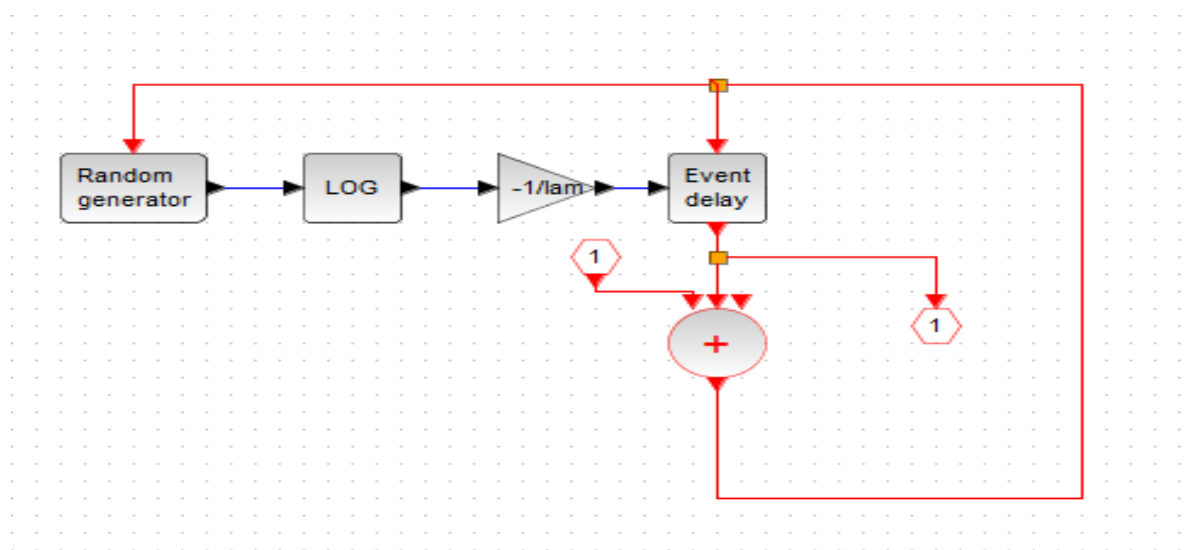 Random
generator
LOG
-1/lam
Event
delay
1
+
1